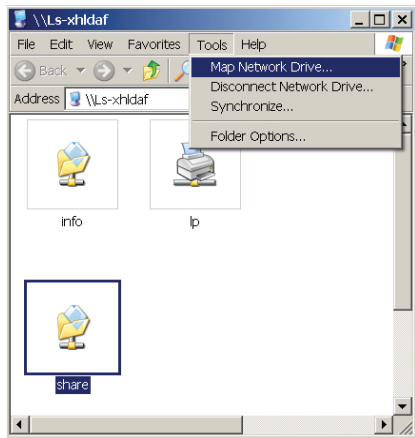 \\Ls-xhldaf
File Edit View Favorites Tools Help
Back
Map Network Drive...
Disconnect Network Drive...
Synchronize...
Folder Options...
Address \\Ls-xhldaf
info lp
share